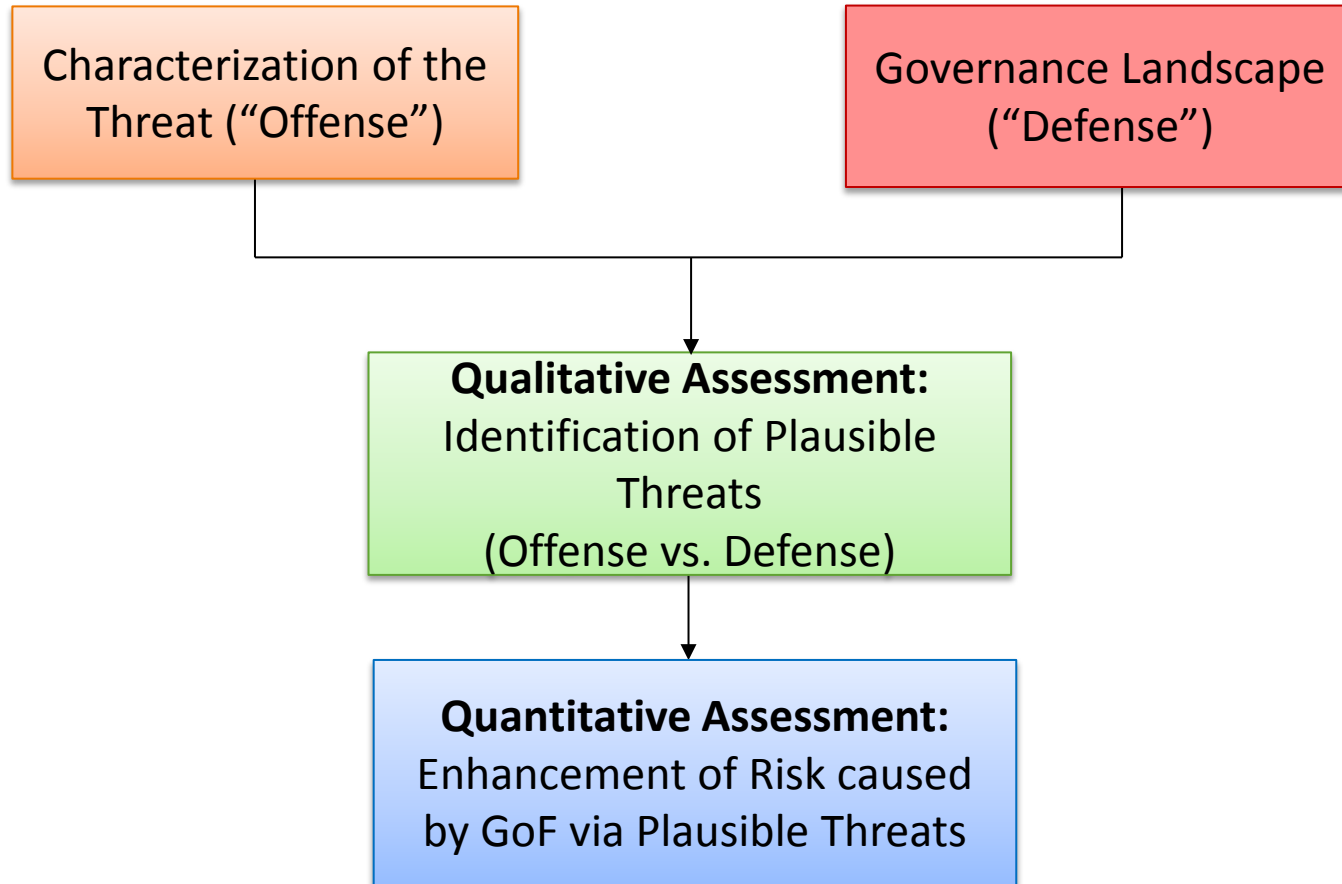 Characterization of the
Threat (“Offense”)
Governance Landscape
(“Defense”)
Qualitative Assessment:
Identification of Plausible
Threats
(Offense vs. Defense)
Quantitative Assessment:
Enhancement of Risk caused
by GoF via Plausible Threats